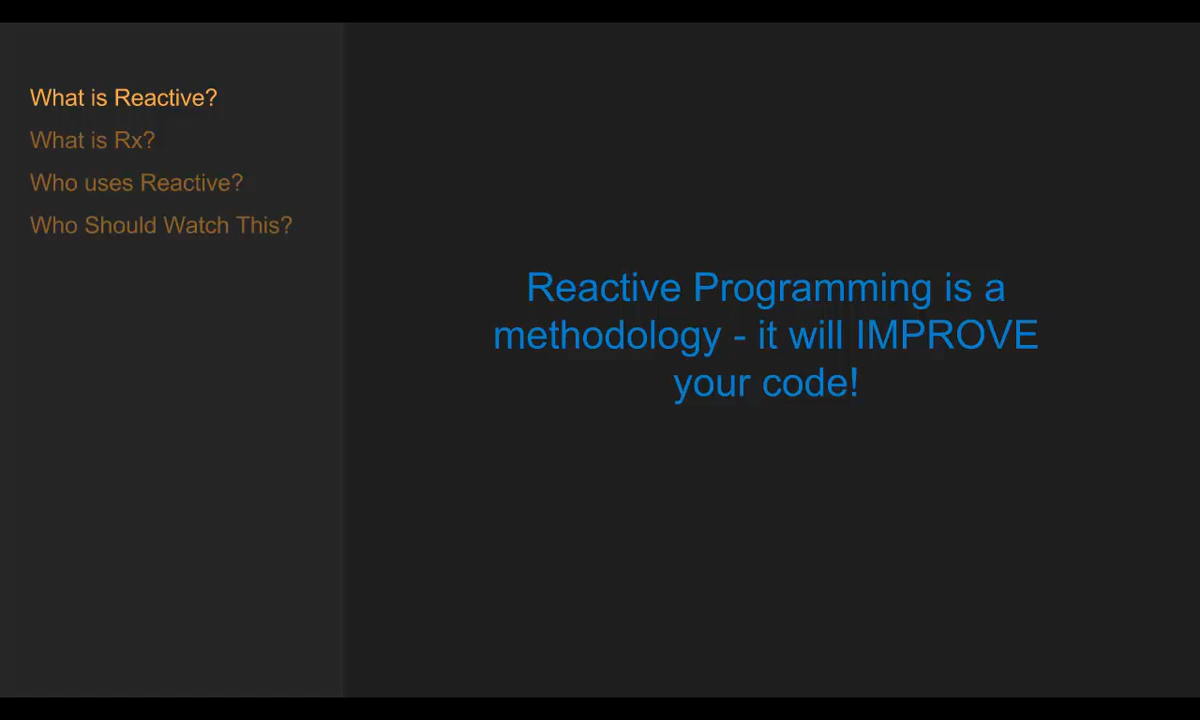 What is Reactive?
What is Rx?
Who uses Reactive?
Who Should Watch This?
Reactive Programming is a
methodology - it will IMPROVE
your code!